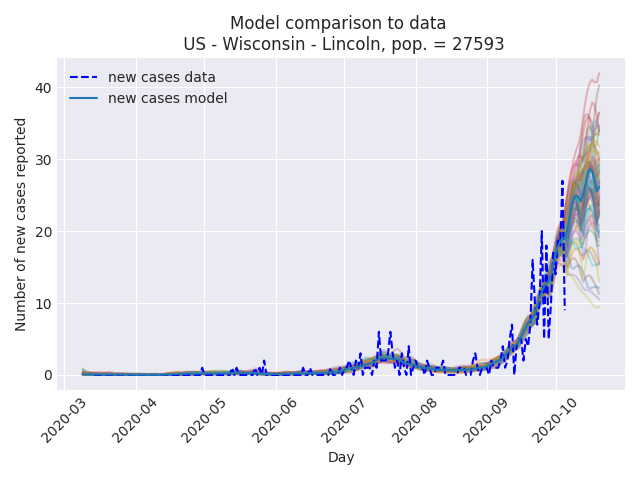 Model comparison to data
US - Wisconsin - Lincoln, pop. = 27593
new cases data
new cases model
Number of new cases reported
40
30
20
10
0
2020-03
2020-04
2020-05
2020-06
2020-07
2020-08
2020-09
2020-10
Day